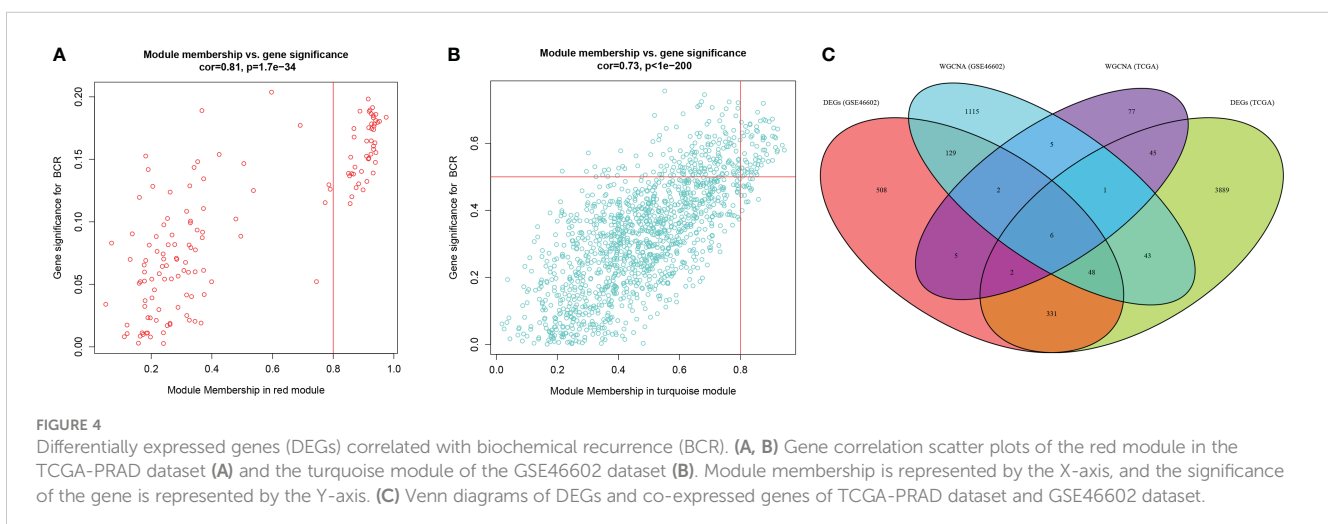 A
Module membership vs. gene significance
cor=0.81, p=1.7e−34
Gene significance for BCR
0.20
0.15
0.10
0.05
0.00
0.2
0.4
0.6
0.8
1.0
Module Membership in red module
B
Module membership vs. gene significance
cor=0.73, p<1e−200
Gene significance for BCR
0.6
0.4
0.2
0.0
0.0
0.2
0.4
0.6
0.8
Module Membership in turquoise module
C
WGCNA (GSE46602)
WGCNA (TCGA)
DEGs (GSE46602)
DEGs (TCGA)
1115
77
129
5
45
508
2
1
3889
6
5
2
48
43
331
FIGURE 4
Differentially expressed genes (DEGs) correlated with biochemical recurrence (BCR). (A, B) Gene correlation scatter plots of the red module in the
TCGA-PRAD dataset (A) and the turquoise module of the GSE46602 dataset (B). Module membership is represented by the X-axis, and the significance
of the gene is represented by the Y-axis. (C) Venn diagrams of DEGs and co-expressed genes of TCGA-PRAD dataset and GSE46602 dataset.